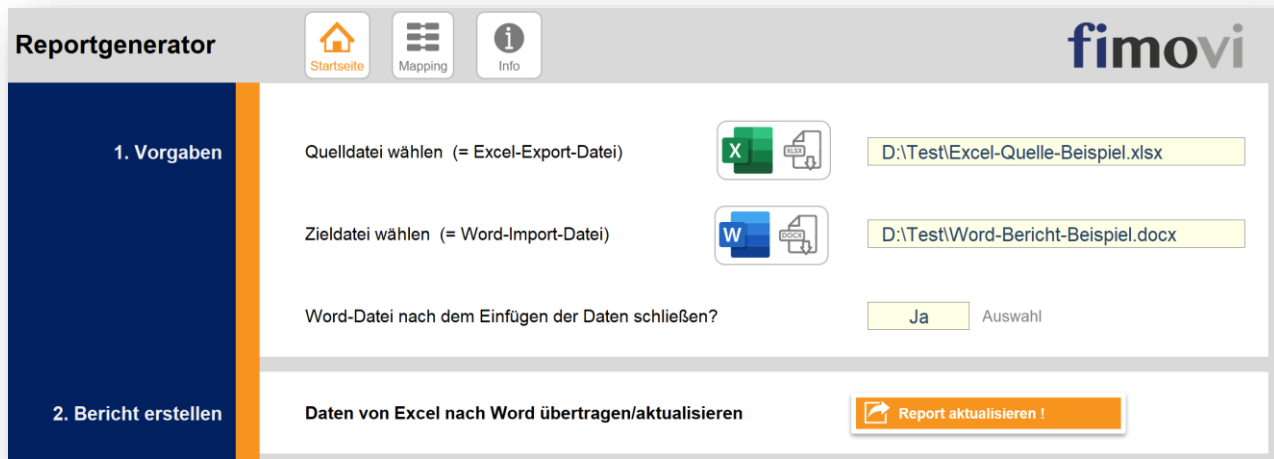 Reportgenerator
Startseite
Mapping
Info
fimovi
1. Vorgaben
Quelldatei wählen (= Excel-Export-Datei)
X
XLSX
D:\Test\Excel-Quelle-Beispiel.xlsx
Zieldatei wählen (= Word-Import-Datei)
W
DOCX
D:\Test\Word-Bericht-Beispiel.docx
Word-Datei nach dem Einfügen der Daten schließen?
Ja
Auswahl
2. Bericht erstellen
Daten von Excel nach Word übertragen/aktualisieren
Report aktualisieren !